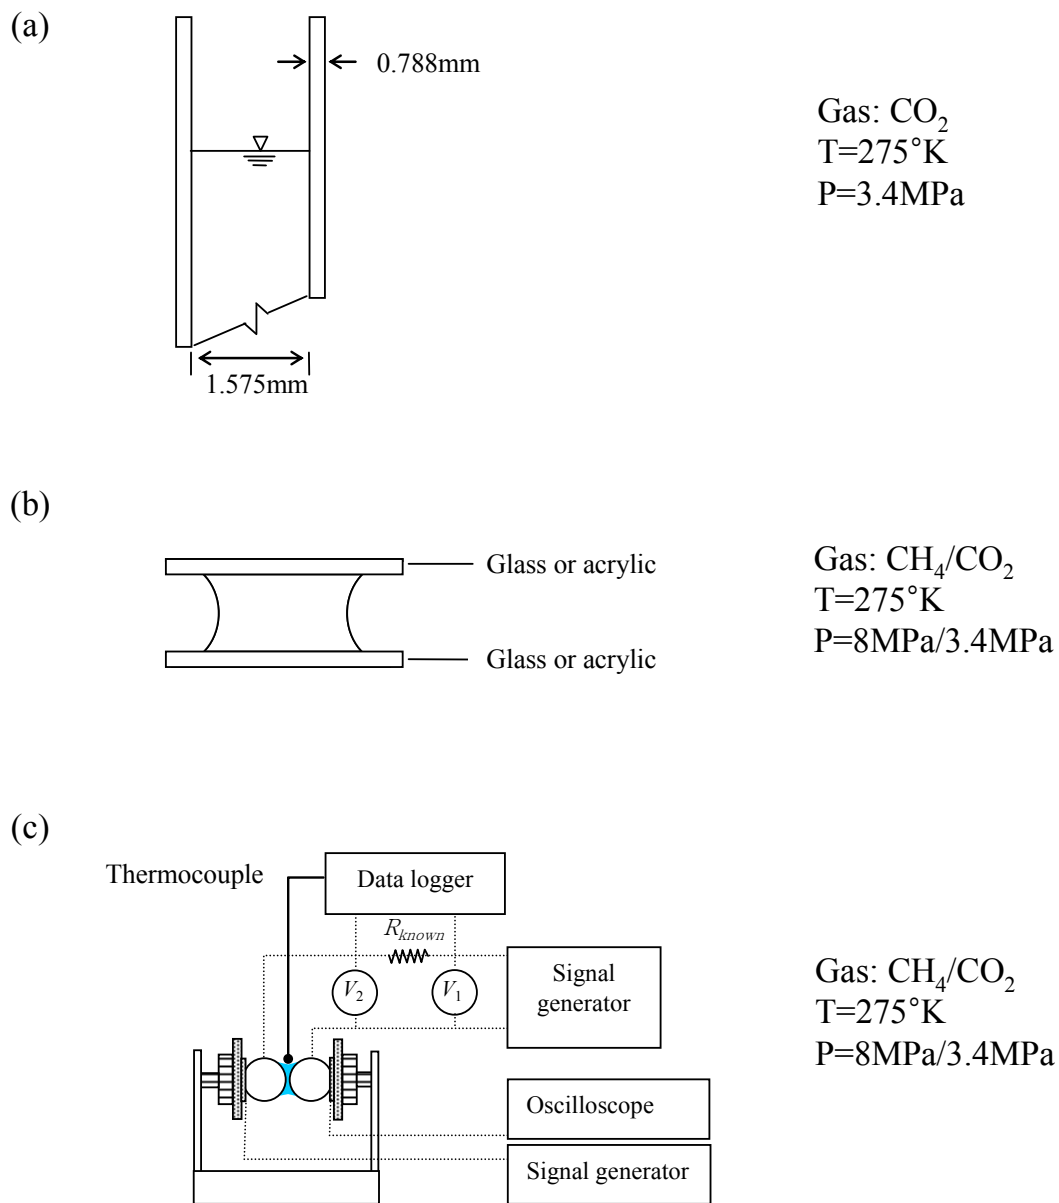 (a)
0.788mm
Gas: CO₂
T=275°K
P=3.4MPa
1.575mm
(b)
Glass or acrylic
Glass or acrylic
Gas: CH₄/CO₂
T=275°K
P=8MPa/3.4MPa
(c)
Thermocouple
Data logger
R_known
V₂
V₁
Signal
generator
Oscilloscope
Signal generator
Gas: CH₄/CO₂
T=275°K
P=8MPa/3.4MPa